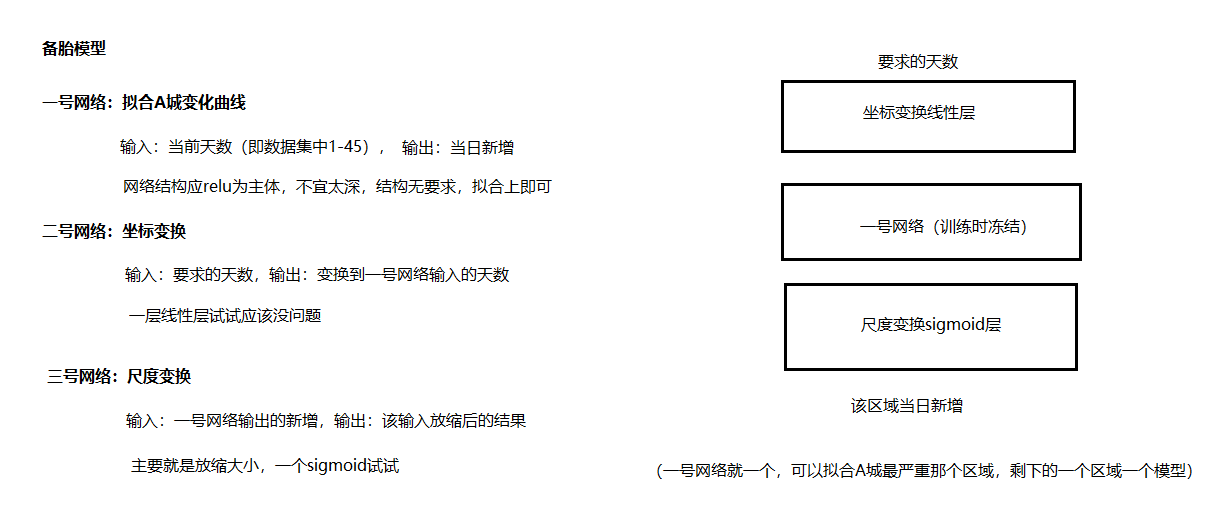 备胎模型
一号网络：拟合A城变化曲线
输入：当前天数（即数据集中1-45）， 输出：当日新增
网络结构应relu为主体，不宜太深，结构无要求，拟合上即可
二号网络：坐标变换
输入：要求的天数，输出：变换到一号网络输入的天数
一层线性层试试应该没问题
三号网络：尺度变换
输入：一号网络输出的新增，输出：该输入放缩后的结果
主要就是放缩大小，一个sigmoid试试
要求的天数
坐标变换线性层
一号网络（训练时冻结）
尺度变换sigmoid层
该区域当日新增
（一号网络就一个，可以拟合A城最严重那个区域，剩下的一个区域一个模型）